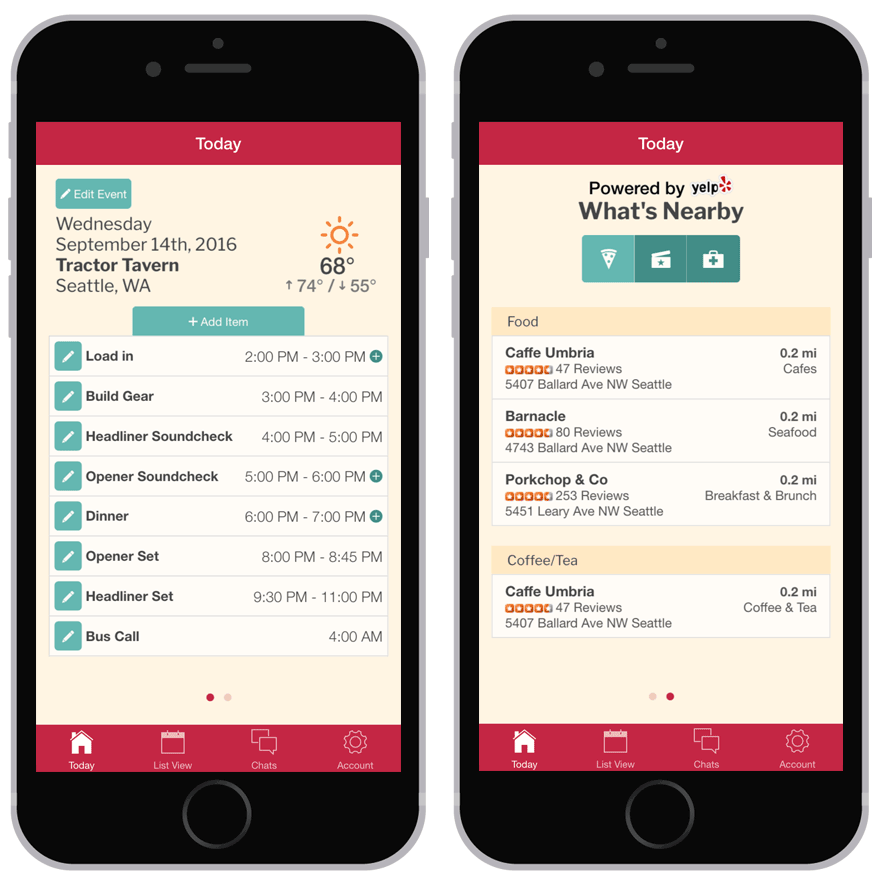 Today
Edit Event
Wednesday
September 14th, 2016
Tractor Tavern
Seattle, WA
68°
↑ 74° / ↓ 55°
+ Add Item
Load in 2:00 PM - 3:00 PM
Build Gear 3:00 PM - 4:00 PM
Headliner Soundcheck 4:00 PM - 5:00 PM
Opener Soundcheck 5:00 PM - 6:00 PM
Dinner 6:00 PM - 7:00 PM
Opener Set 8:00 PM - 8:45 PM
Headliner Set 9:30 PM - 11:00 PM
Bus Call 4:00 AM
Today List View Chats Account
Today
Powered by yelp
What's Nearby
Food
Caffe Umbria 0.2 mi
47 Reviews Cafes
5407 Ballard Ave NW Seattle
Barnacle 0.2 mi
80 Reviews Seafood
4743 Ballard Ave NW Seattle
Porkchop & Co 0.2 mi
253 Reviews Breakfast & Brunch
5451 Leary Ave NW Seattle
Coffee/Tea
Caffe Umbria 0.2 mi
47 Reviews Coffee & Tea
5407 Ballard Ave NW Seattle
Today List View Chats Account